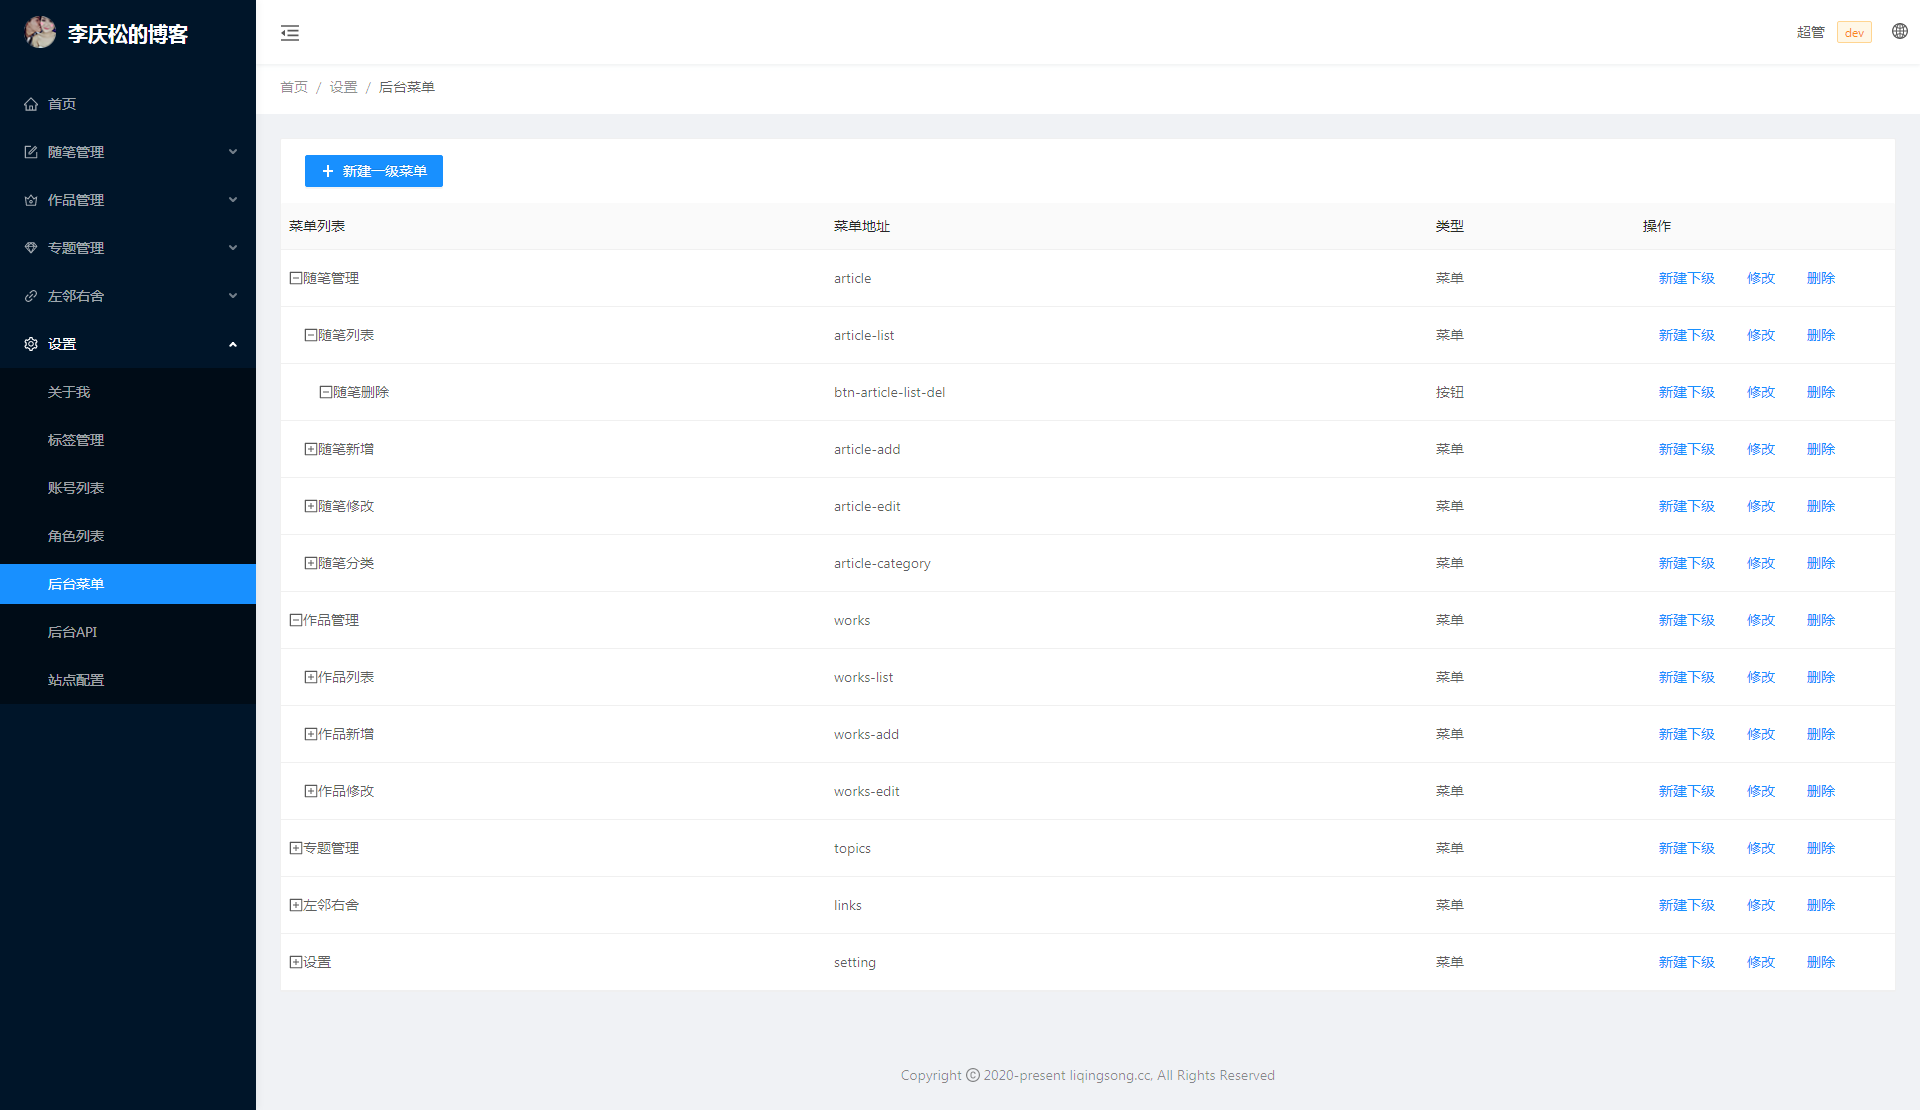 李庆松的博客
首页
随笔管理
作品管理
专题管理
左邻右舍
设置
关于我
标签管理
账号列表
角色列表
后台菜单
后台API
站点配置
超管 dev
首页 / 设置 / 后台菜单
新建一级菜单
菜单列表 菜单地址 类型 操作
随笔管理 article 菜单 新建下级 修改 删除
随笔列表 article-list 菜单 新建下级 修改 删除
随笔删除 btn-article-list-del 按钮 新建下级 修改 删除
随笔新增 article-add 菜单 新建下级 修改 删除
随笔修改 article-edit 菜单 新建下级 修改 删除
随笔分类 article-category 菜单 新建下级 修改 删除
作品管理 works 菜单 新建下级 修改 删除
作品列表 works-list 菜单 新建下级 修改 删除
作品新增 works-add 菜单 新建下级 修改 删除
作品修改 works-edit 菜单 新建下级 修改 删除
专题管理 topics 菜单 新建下级 修改 删除
左邻右舍 links 菜单 新建下级 修改 删除
设置 setting 菜单 新建下级 修改 删除
Copyright © 2020-present liqingsong.cc, All Rights Reserved